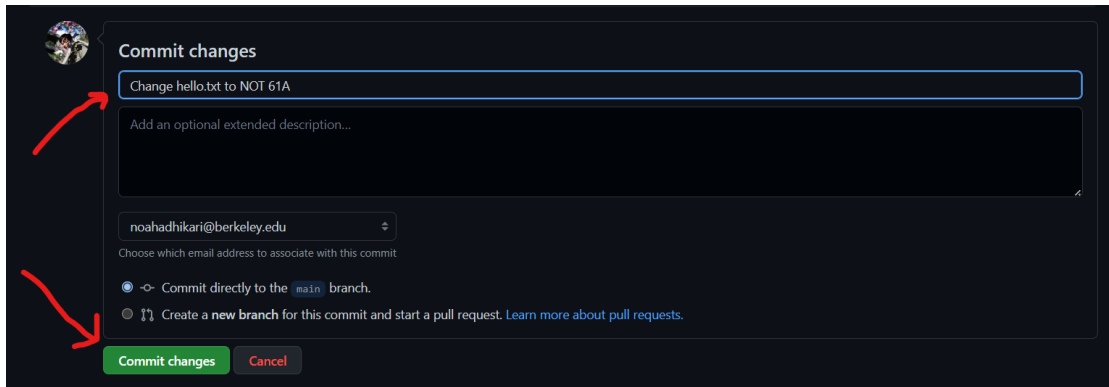 Commit changes
Change hello.txt to NOT 61A
Add an optional extended description...
noahadhikari@berkeley.edu
Choose which email address to associate with this commit
Commit directly to the main branch.
Create a new branch for this commit and start a pull request. Learn more about pull requests.
Commit changes Cancel